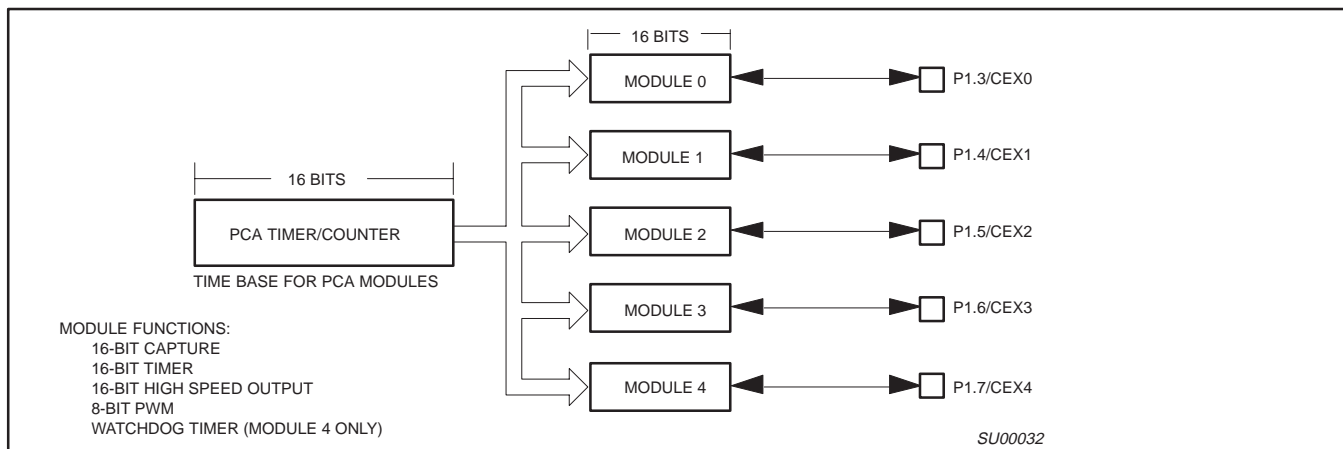 16 BITS
MODULE 0
P1.3/CEX0
MODULE 1
P1.4/CEX1
16 BITS
PCA TIMER/COUNTER
MODULE 2
P1.5/CEX2
TIME BASE FOR PCA MODULES
MODULE 3
P1.6/CEX3
MODULE FUNCTIONS:
16-BIT CAPTURE
16-BIT TIMER
16-BIT HIGH SPEED OUTPUT
8-BIT PWM
WATCHDOG TIMER (MODULE 4 ONLY)
MODULE 4
P1.7/CEX4
SU00032